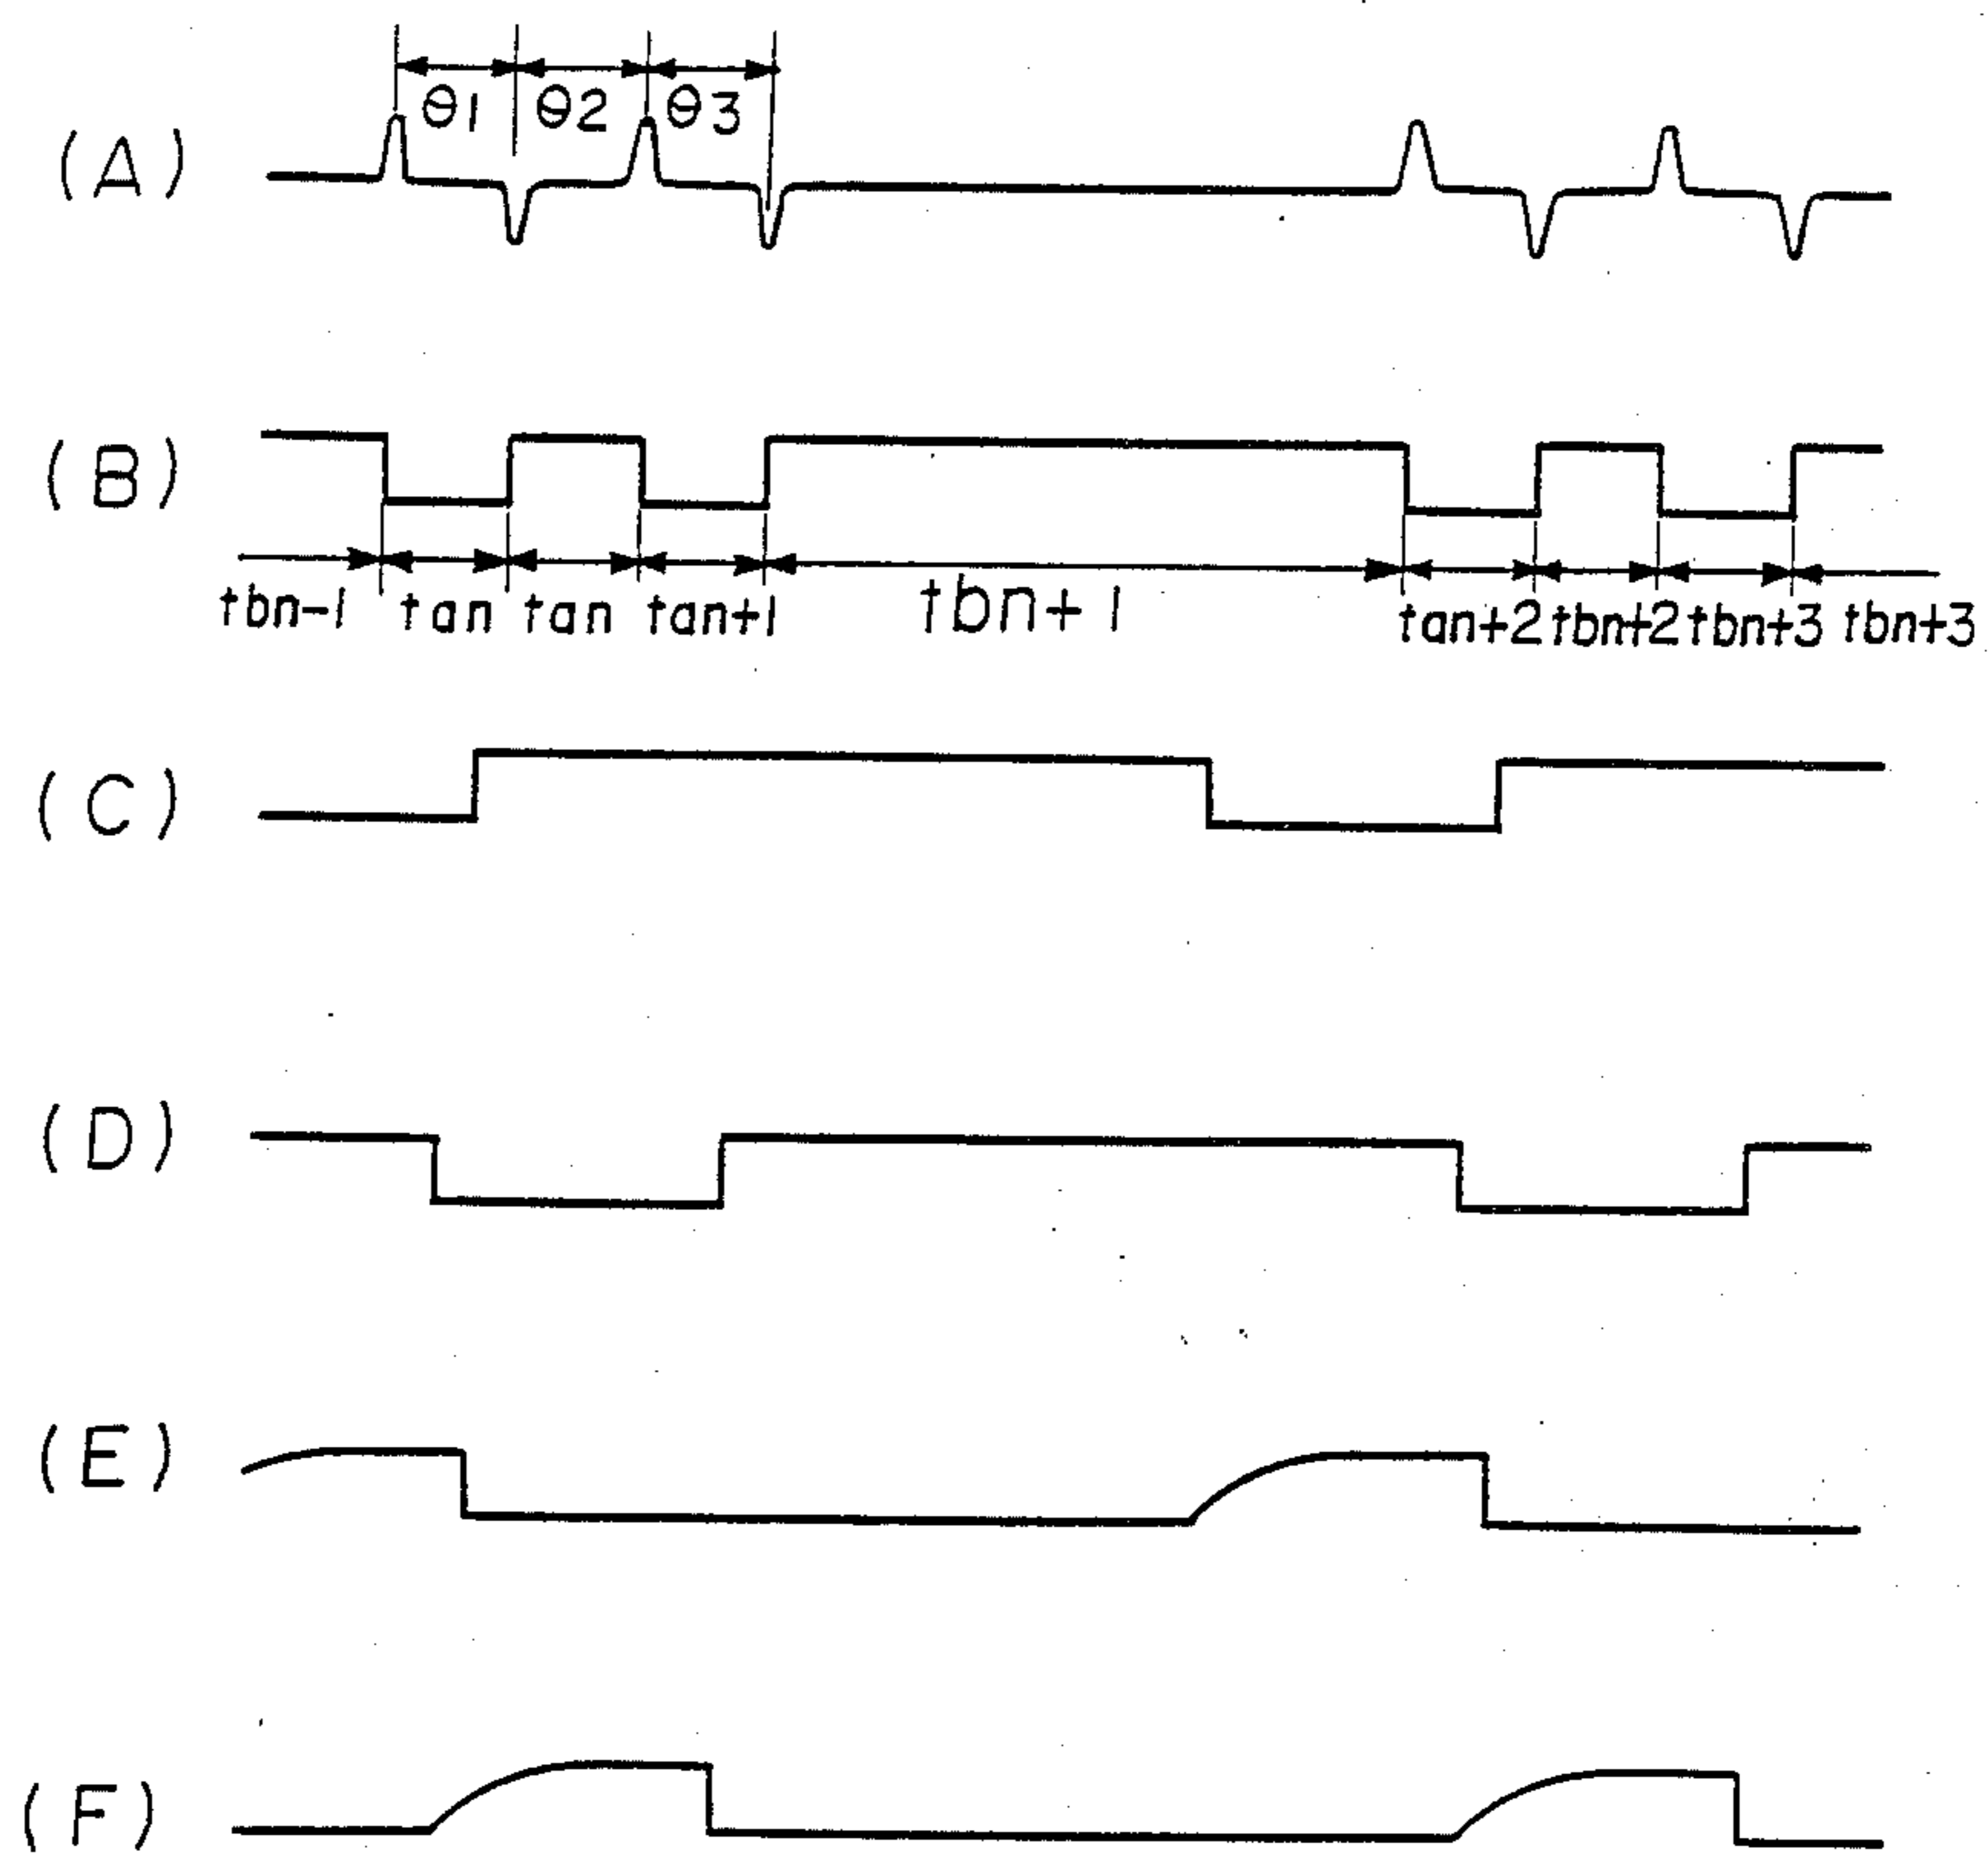 θ1 θ2 θ3
(A)
(B)
tbn-1 tan tan tan+1 tbn+1 tan+2 tbn+2 tbn+3 tbn+3
(C)
(D)
(E)
(F)